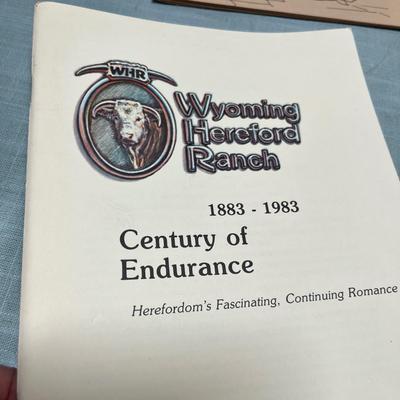 WHR
Wyoming
Hereford
Ranch
1883 - 1983
Century of
Endurance
Herefordom's Fascinating, Continuing Romance